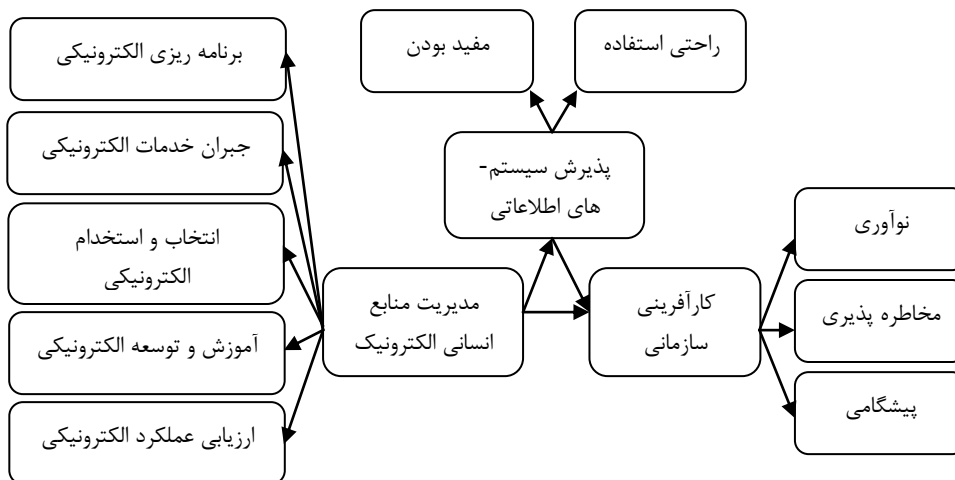 راحتی استفاده
مفید بودن
برنامه ریزی الکترونیکی
جبران خدمات الکترونیکی
پذیرش سیستم-
های اطلاعاتی
نوآوری
انتخاب و استخدام
الکترونیکی
کارآفرینی
سازمانی
مدیریت منابع
انسانی الکترونیک
مخاطره پذیری
آموزش و توسعه الکترونیکی
پیشگامی
ارزیابی عملکرد الکترونیکی